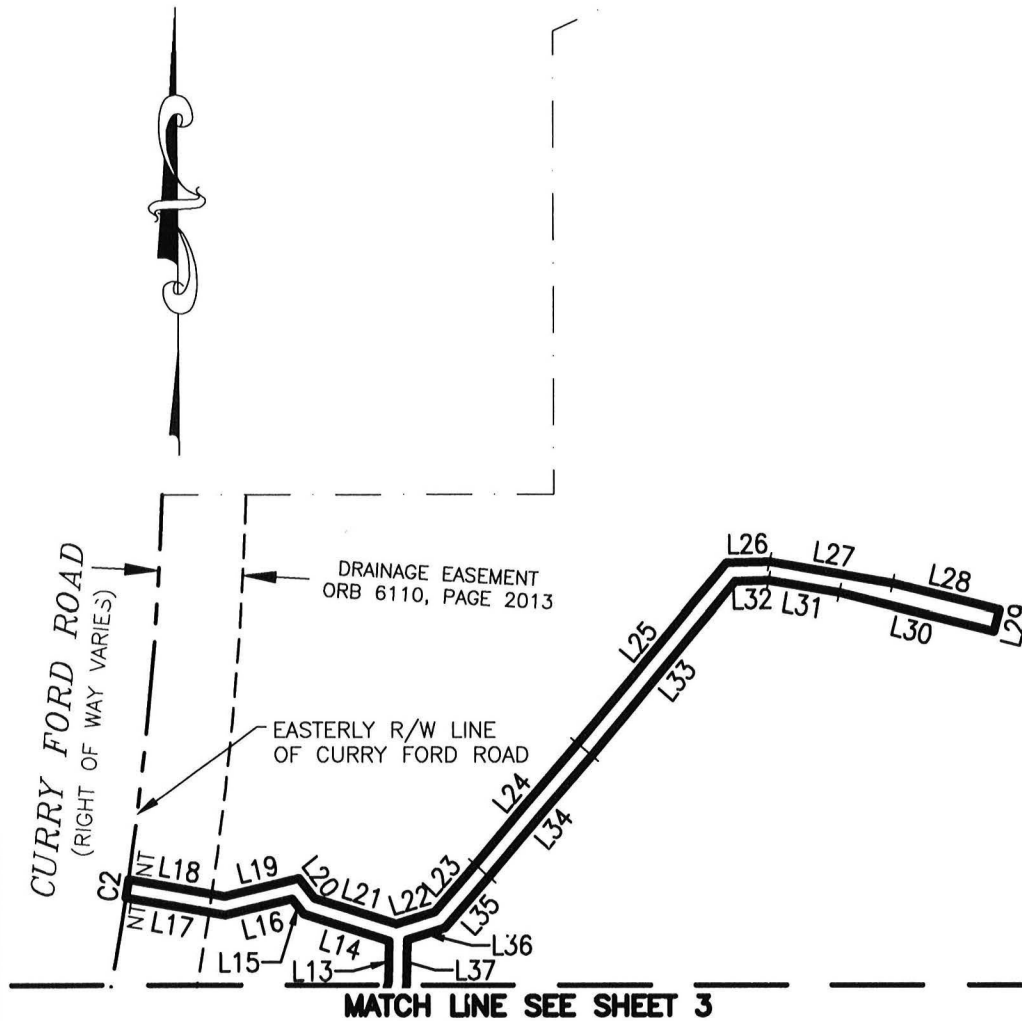 DRAINAGE EASEMENT
ORB 6110, PAGE 2013
CURRY FORD ROAD
(RIGHT OF WAY VARIES)
EASTERLY R/W LINE
OF CURRY FORD ROAD
L26
L27
L28
L29
L30
L31
L32
L25
L33
L24
L34
C2
NT
NT
L18
L19
L20
L21
L22
L23
L17
L16
L15
L14
L35
L36
L13
L37
MATCH LINE SEE SHEET 3